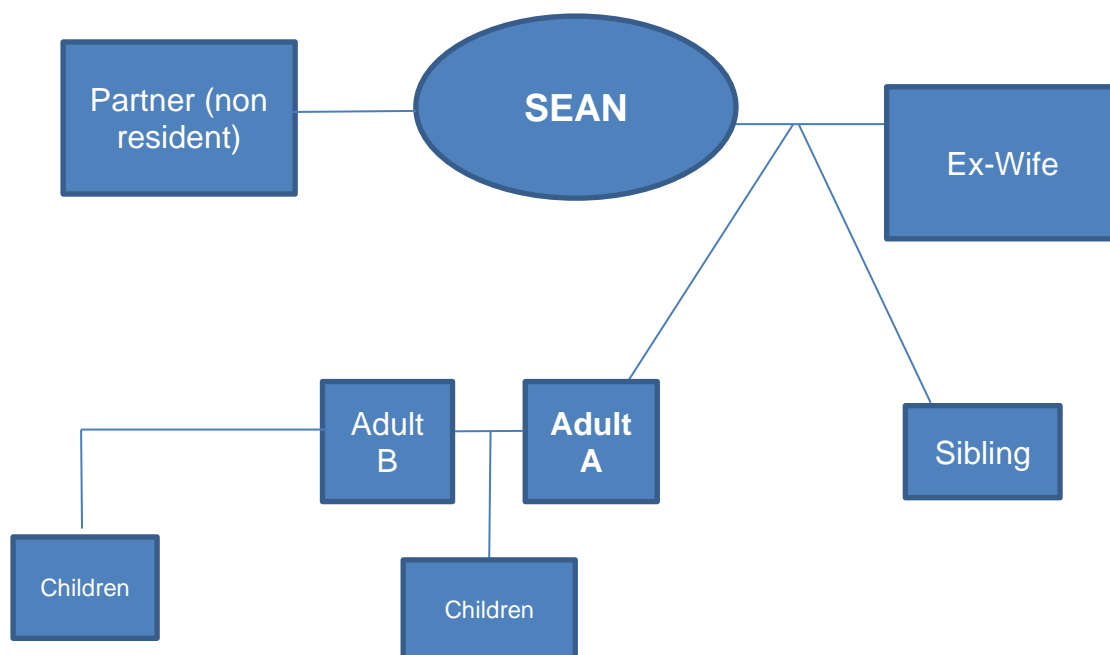 Partner (non
resident)
SEAN
Ex-Wife
Adult
B
Adult
A
Sibling
Children
Children